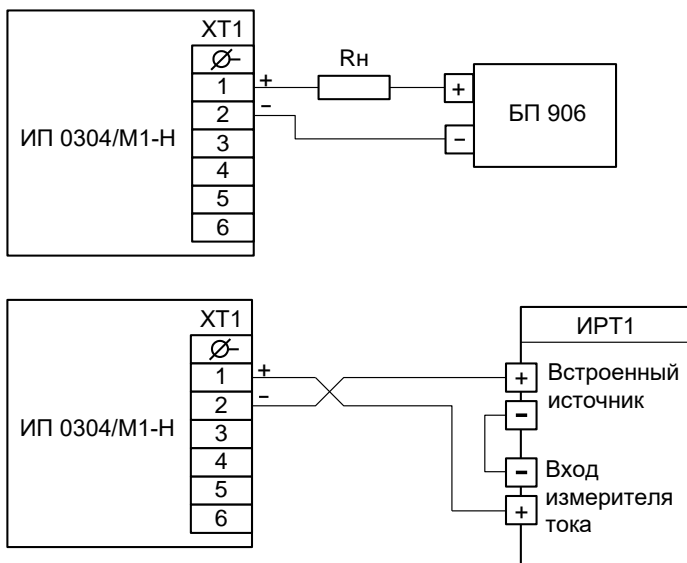 XT1
1
+
Rн
+
2
–
БП 906
ИП 0304/М1-Н
3
–
4
5
6
XT1
ИРТ1
1
+
+
Встроенный
источник
2
–
–
ИП 0304/М1-Н
3
4
–
Вход
5
измерителя
6
+
тока